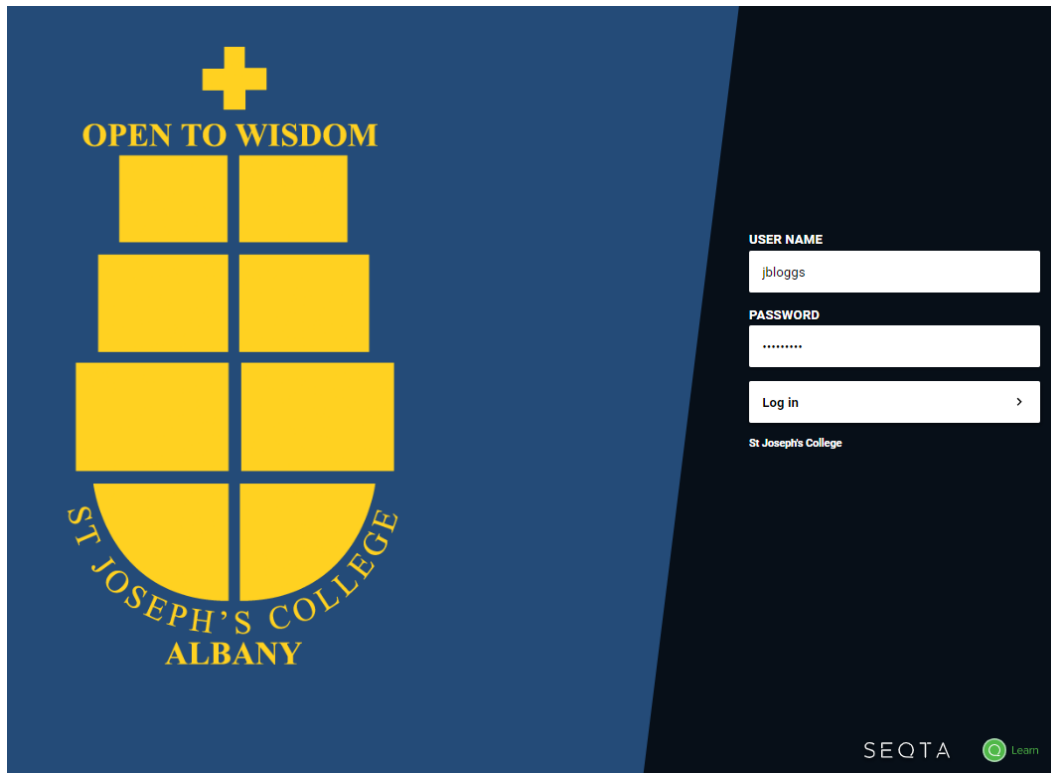 OPEN TO WISDOM
ST JOSEPH'S COLLEGE
ALBANY
USER NAME
jbloggs
PASSWORD
•••••••••
Log in
St Joseph's College
SEQTA
Learn